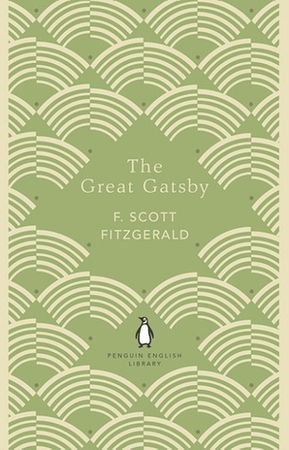 The
Great Gatsby
F. SCOTT
FITZGERALD
PENGUIN ENGLISH
LIBRARY